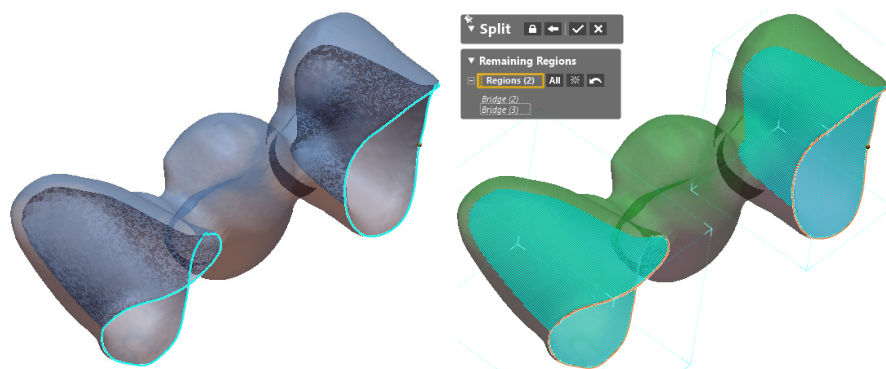 Split
Remaining Regions
Regions (2) All
Bridge (2)
Bridge (3)